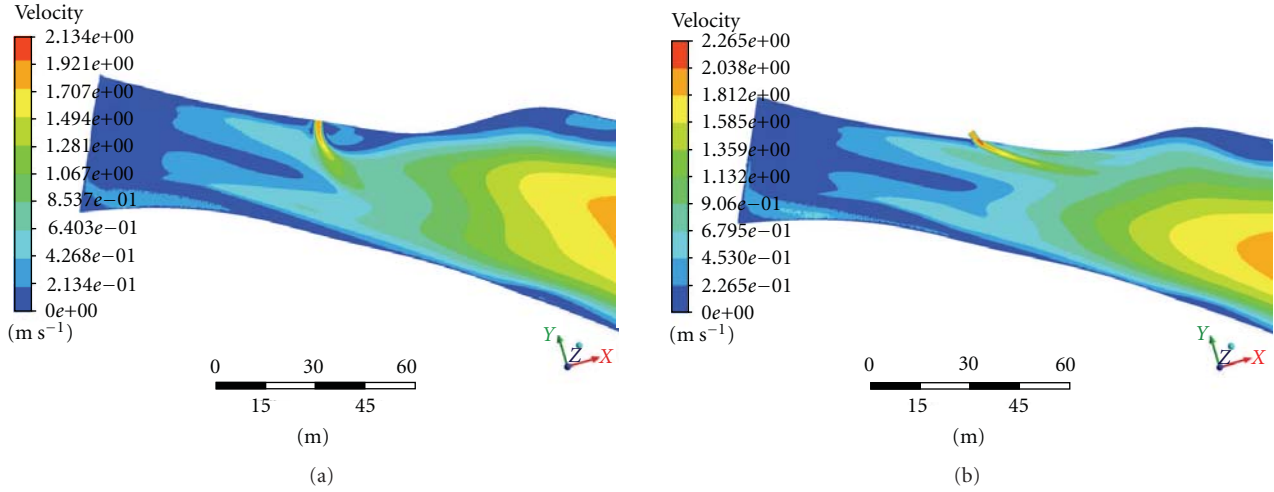 Velocity
2.134e+00
1.921e+00
1.707e+00
1.494e+00
1.281e+00
1.067e+00
8.537e−01
6.403e−01
4.268e−01
2.134e−01
0e+00
(m s−1)
Y
Z
X
0 30 60
15 45
(m)
(a)
Velocity
2.265e+00
2.038e+00
1.812e+00
1.585e+00
1.359e+00
1.132e+00
9.06e−01
6.795e−01
4.530e−01
2.265e−01
0e+00
(m s−1)
Y
Z
X
0 30 60
15 45
(m)
(b)